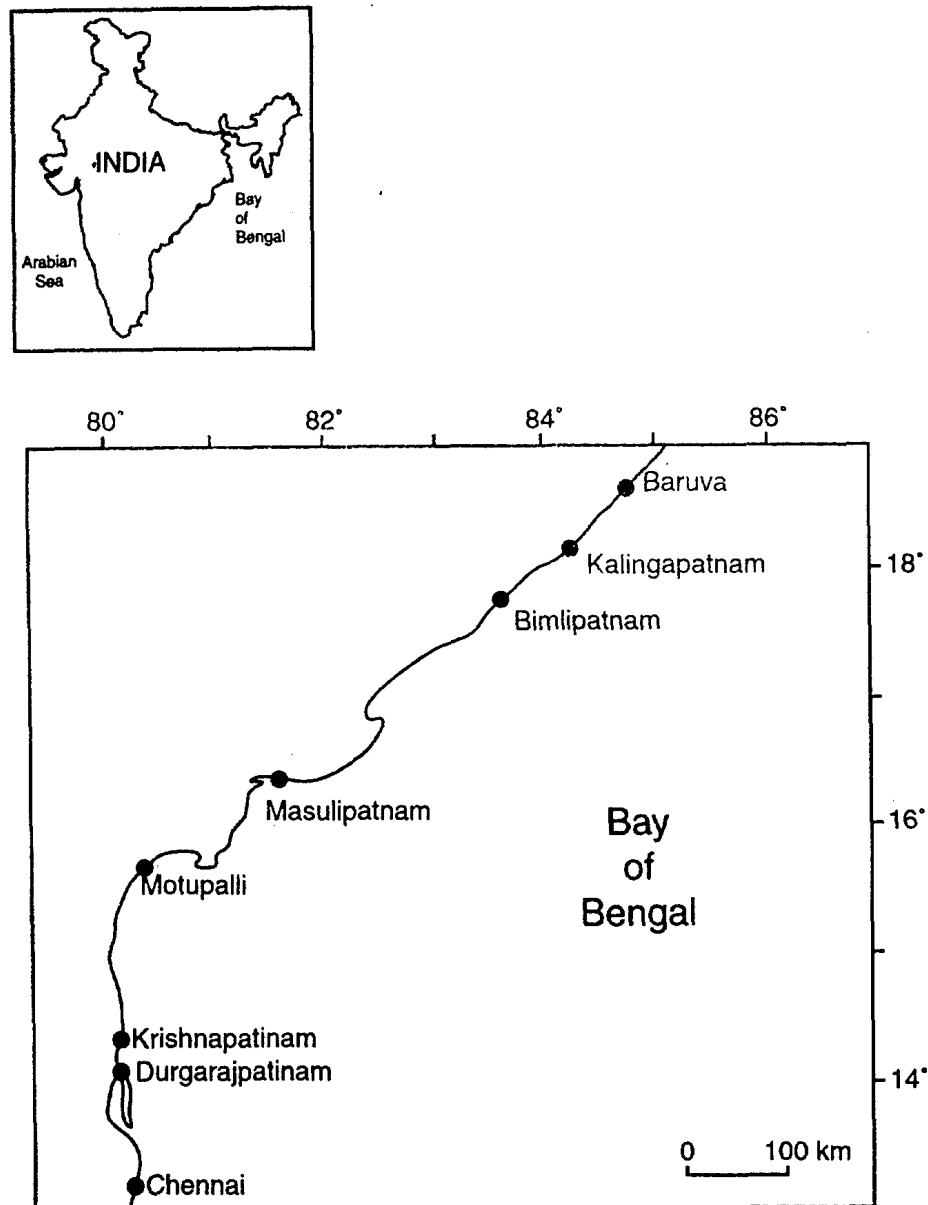 INDIA
Bay
of
Bengal
Arabian
Sea
80°
82°
84°
86°
Baruva
18°
Kalingapatnam
Bimlipatnam
Masulipatnam
16°
Bay
of
Bengal
Motupalli
Krishnapatinam
Durgarajpatinam
14°
0 100 km
Chennai